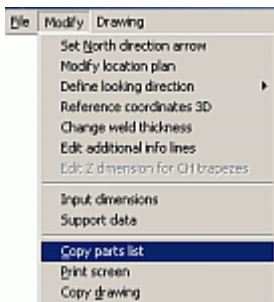 File Modify Drawing
Set North direction arrow
Modify location plan
Define looking direction
Reference coordinates 3D
Change weld thickness
Edit additional info lines
Edit Z dimension for CH trapezes
Input dimensions
Support data
Copy parts list
Print screen
Copy drawing